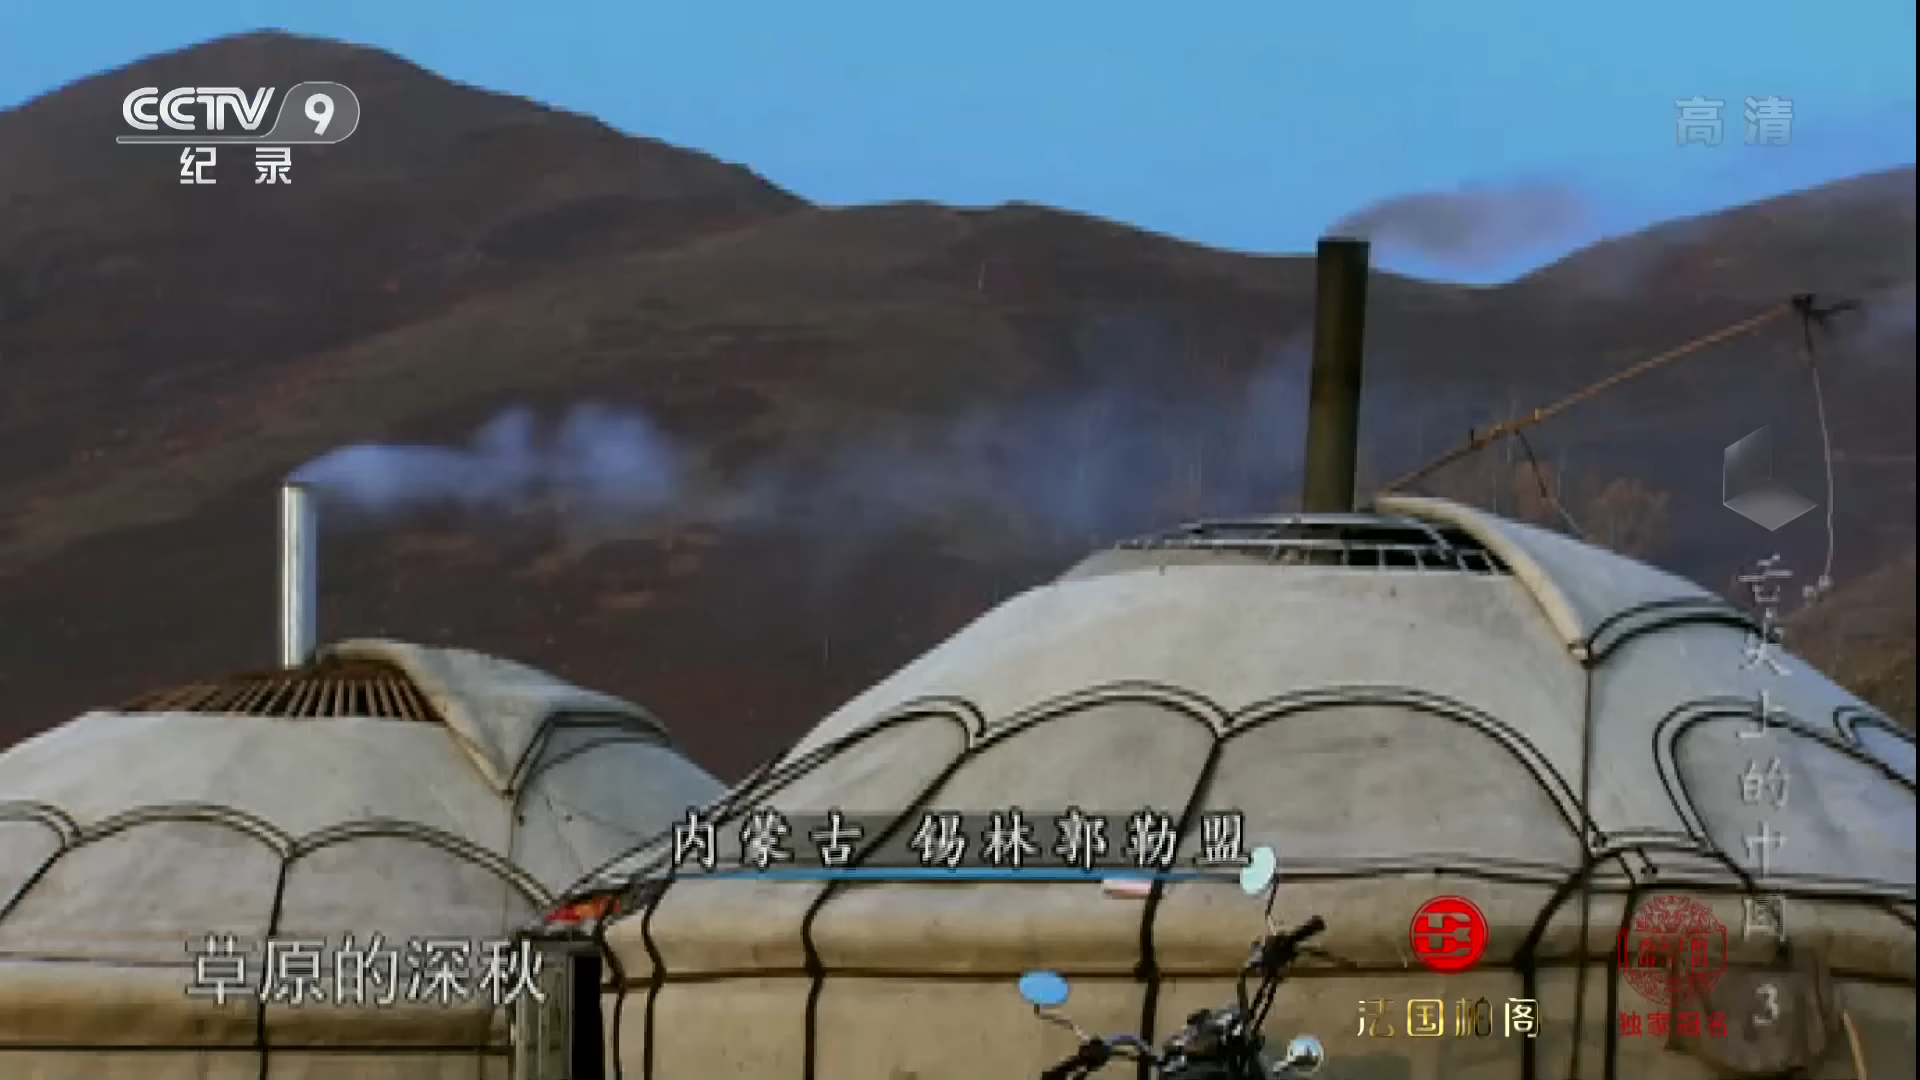 CCTV 9
纪录
高清
舌尖上的中国
3
内蒙古 锡林郭勒盟
草原的深秋
法国柏阁
独家冠名